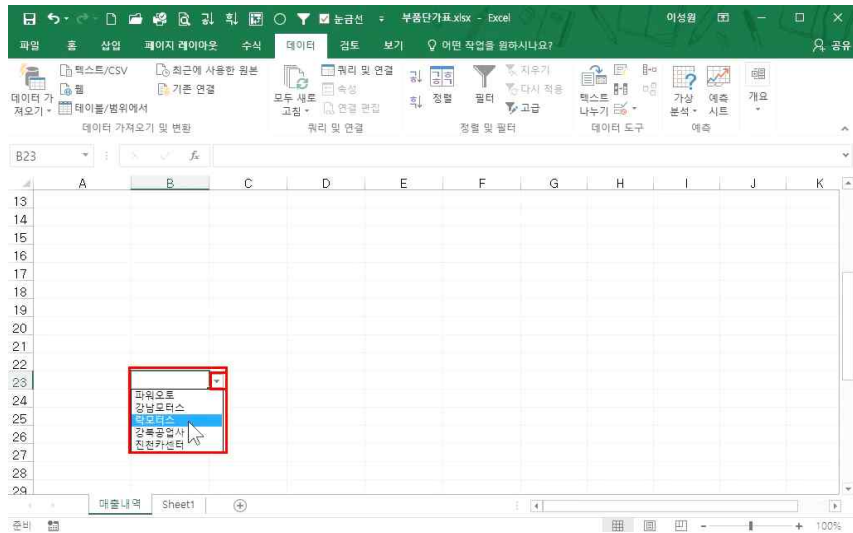 눈금선 부품단가표.xlsx - Excel 이성원
파일 홈 삽입 페이지 레이아웃 수식 데이터 검토 보기 어떤 작업을 원하시나요? 공유
텍스트/CSV 최근에 사용한 원본 쿼리 및 연결 지우기
웹 기존 연결 속성 다시 적용
데이터 가져오기 테이블/범위에서 모두 새로 고침 연결 편집 정렬 필터 고급 텍스트 나누기 가상 분석 예측 시트 개요
데이터 가져오기 및 변환 쿼리 및 연결 정렬 및 필터 데이터 도구 예측
B23 fx
A B C D E F G H I J K
13
14
15
16
17
18
19
20
21
22
23
파워오토
24
강남모터스
25
락모터스
26
강북공업사
진천카센터
27
28
29
매출내역 Sheet1
준비 100%